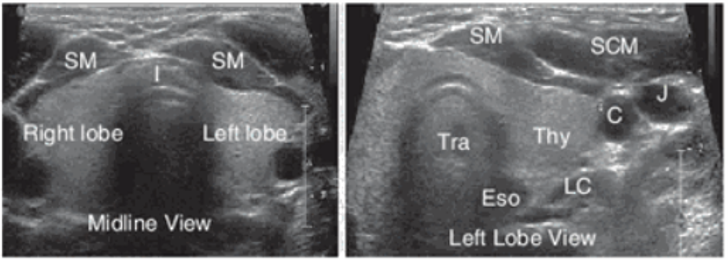 SM
SM
I
Right lobe
Left lobe
Midline View
SM
SCM
J
C
Tra
Thy
Eso
LC
Left Lobe View